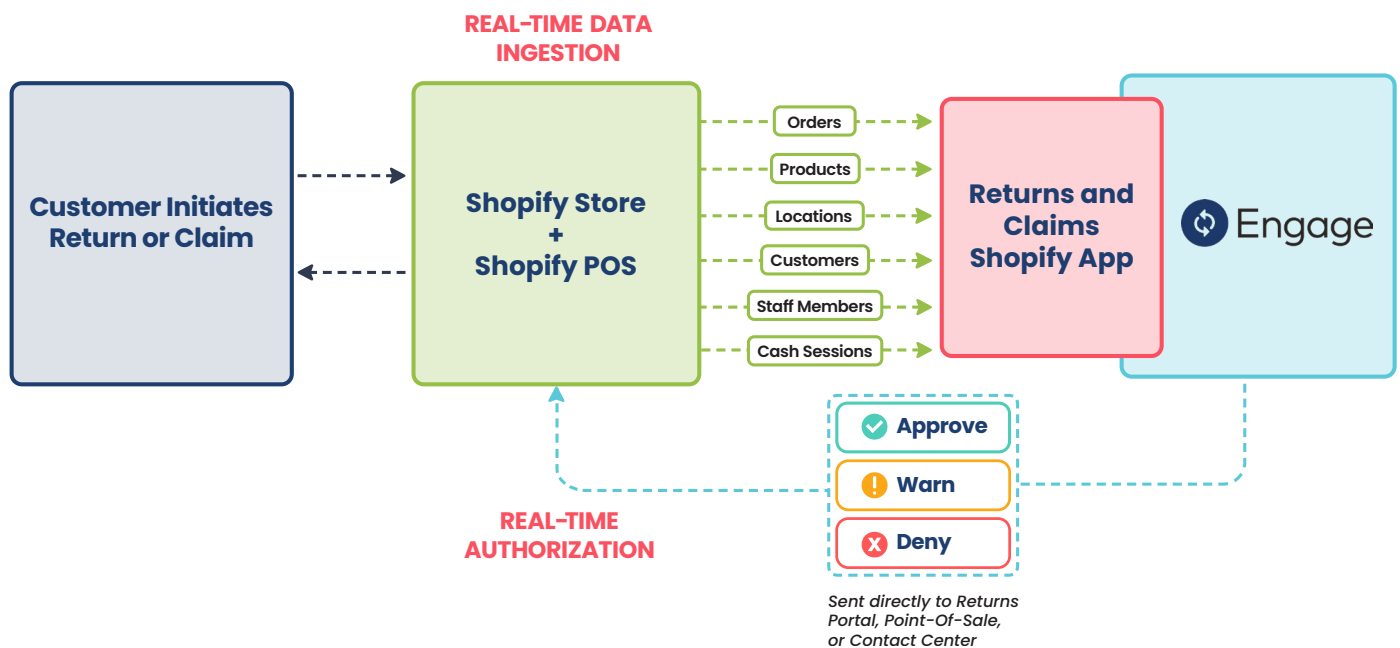 REAL-TIME DATA
INGESTION
Customer Initiates
Return or Claim
Shopify Store
+
Shopify POS
Orders
Products
Locations
Customers
Staff Members
Cash Sessions
Returns and
Claims
Shopify App
Engage
Approve
Warn
Deny
REAL-TIME
AUTHORIZATION
Sent directly to Returns
Portal, Point-Of-Sale,
or Contact Center